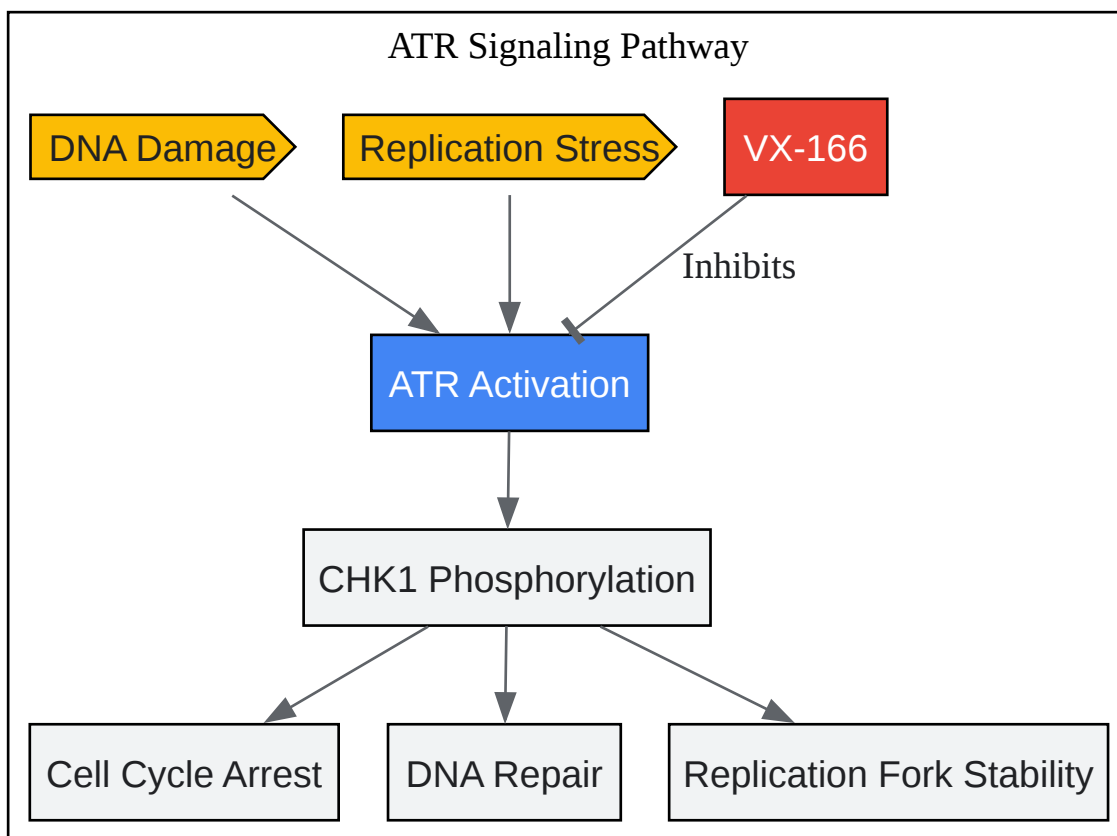 ATR Signaling Pathway
DNA Damage
Replication Stress
VX-166
Inhibits
ATR Activation
CHK1 Phosphorylation
Cell Cycle Arrest
DNA Repair
Replication Fork Stability